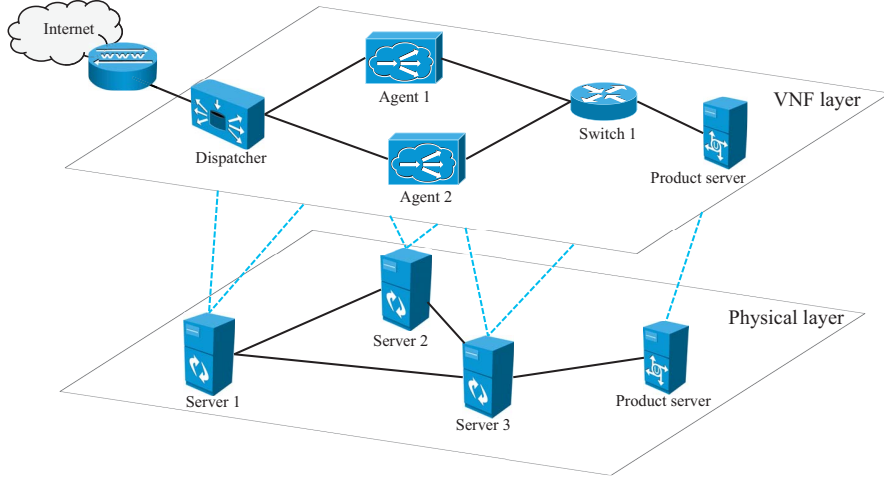 Internet
Agent 1
VNF layer
Switch 1
Dispatcher
Product server
Agent 2
Physical layer
Server 2
Server 1
Product server
Server 3